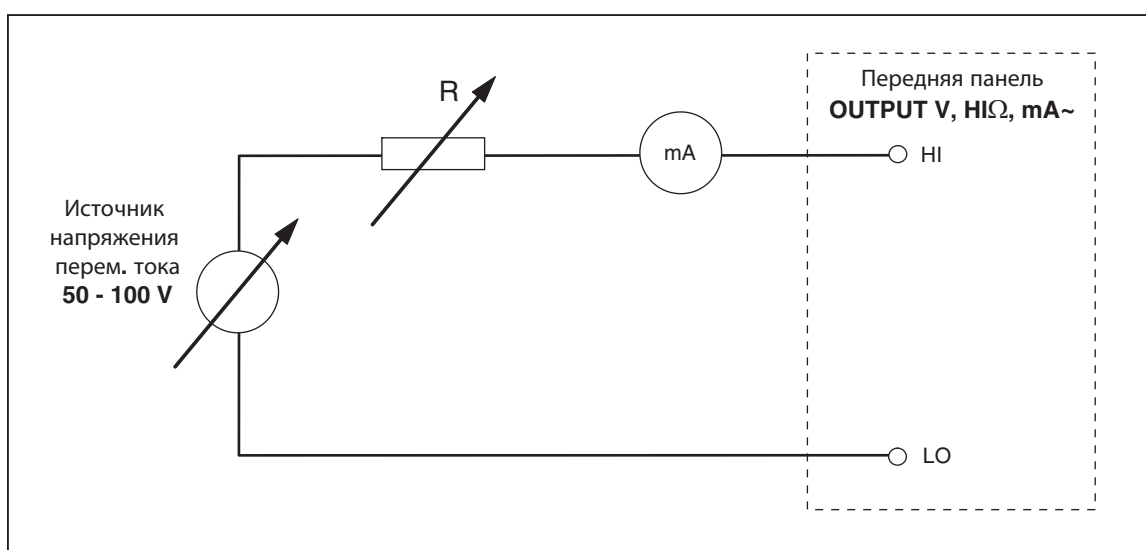 Передняя панель
OUTPUT V, HIΩ, mA~
R
mA
HI
Источник
напряжения
перем. тока
50 - 100 V
LO